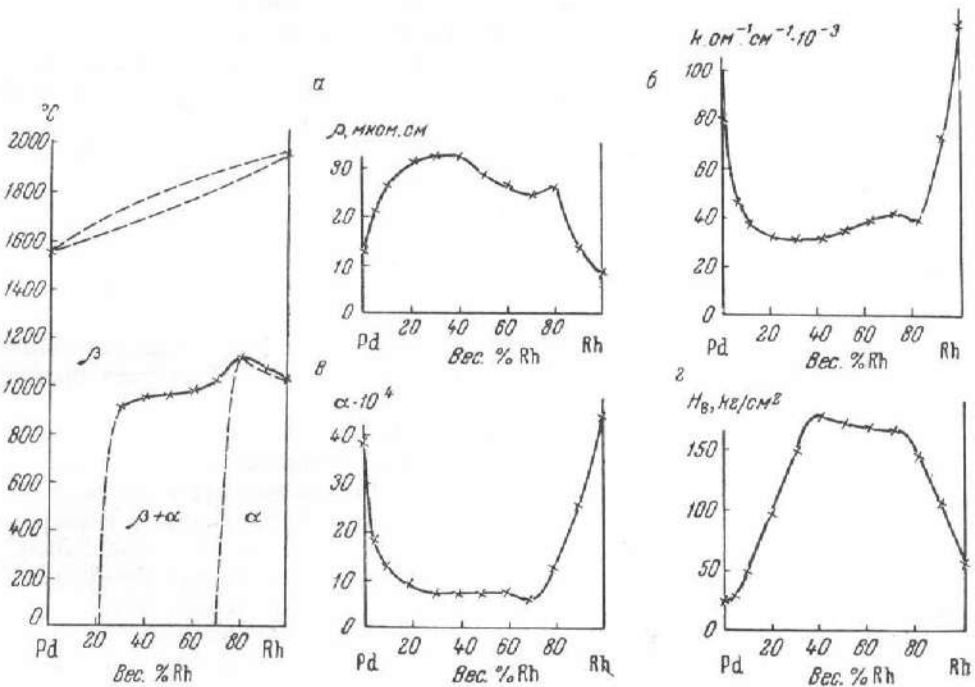 °C
2000
1800
1600
1400
1200
β
1000
800
600
β+α α
400
200
0
Pd 20 40 60 80 Rh
Вес. % Rh
а
ρ, мком.см
30
20
10
0
Pd 20 40 60 80 Rh
Вес. % Rh
б
k. ом⁻¹ см⁻¹·10⁻³
100
80
60
40
20
0
Pd 20 40 60 80 Rh
Вес. % Rh
в
α·10⁴
40
30
20
10
0
Pd 20 40 60 80 Rh
Вес. % Rh
г
Hв, кг/см²
150
100
50
0
Pd 20 40 60 80 Rh
Вес. % Rh